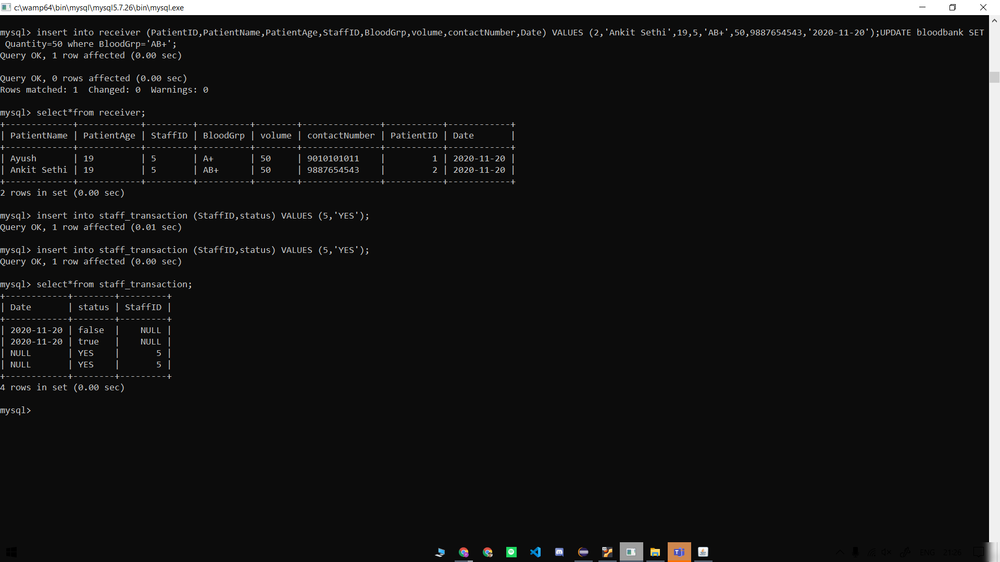 c:\wamp64\bin\mysql\mysql5.7.26\bin\mysql.exe
mysql> insert into receiver (PatientID,PatientName,PatientAge,StaffID,BloodGrp,volume,contactNumber,Date) VALUES (2,'Ankit Sethi',19,5,'AB+',50,9887654543,'2020-11-20');UPDATE bloodbank SET
 Quantity=50 where BloodGrp='AB+';
Query OK, 1 row affected (0.00 sec)

Query OK, 0 rows affected (0.00 sec)
Rows matched: 1  Changed: 0  Warnings: 0

mysql> select*from receiver;
+-------------+------------+---------+----------+--------+---------------+-----------+------------+
| PatientName | PatientAge | StaffID | BloodGrp | volume | contactNumber | PatientID | Date       |
+-------------+------------+---------+----------+--------+---------------+-----------+------------+
| Ayush       | 19         | 5       | A+       | 50     | 9010101011    |         1 | 2020-11-20 |
| Ankit Sethi | 19         | 5       | AB+      | 50     | 9887654543    |         2 | 2020-11-20 |
+-------------+------------+---------+----------+--------+---------------+-----------+------------+
2 rows in set (0.00 sec)

mysql> insert into staff_transaction (StaffID,status) VALUES (5,'YES');
Query OK, 1 row affected (0.01 sec)

mysql> insert into staff_transaction (StaffID,status) VALUES (5,'YES');
Query OK, 1 row affected (0.00 sec)

mysql> select*from staff_transaction;
+------------+--------+---------+
| Date       | status | StaffID |
+------------+--------+---------+
| 2020-11-20 | false  |    NULL |
| 2020-11-20 | true   |    NULL |
| NULL       | YES    |       5 |
| NULL       | YES    |       5 |
+------------+--------+---------+
4 rows in set (0.00 sec)

mysql>
ENG 21:26